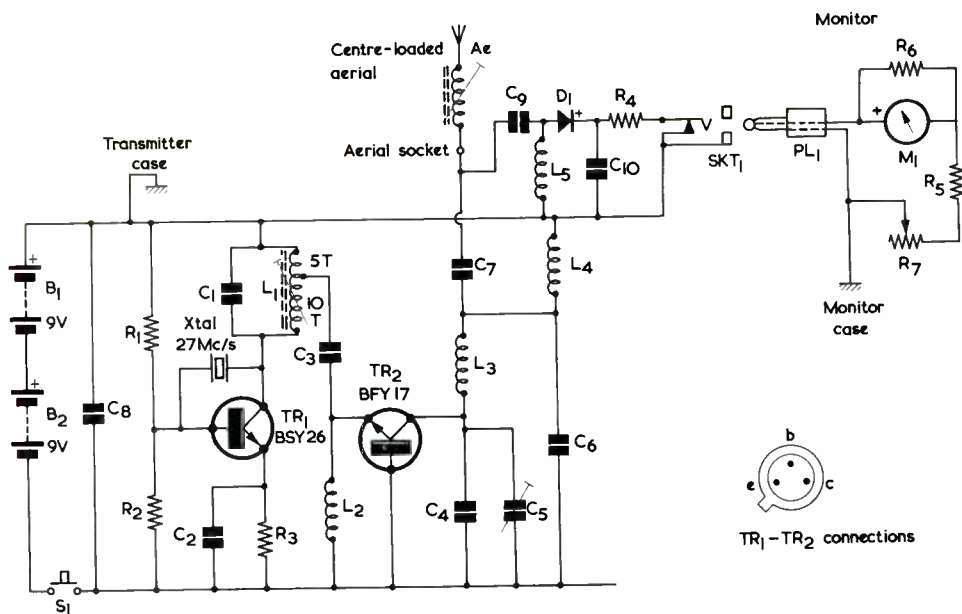 Monitor
Centre-loaded
aerial
Ae
R6
C9
D1
R4
+
+
M1
Aerial socket
L5
C10
SKT1
PL1
R5
Transmitter
case
R7
Monitor
case
+
B1
9V
+
B2
9V
C8
R1
C1
L1
5T
10
T
Xtal
27Mc/s
C3
C7
L4
L3
TR1
BSY26
TR2
BFY17
C6
R2
C2
R3
L2
C4
C5
b
e
c
TR1-TR2 connections
S1